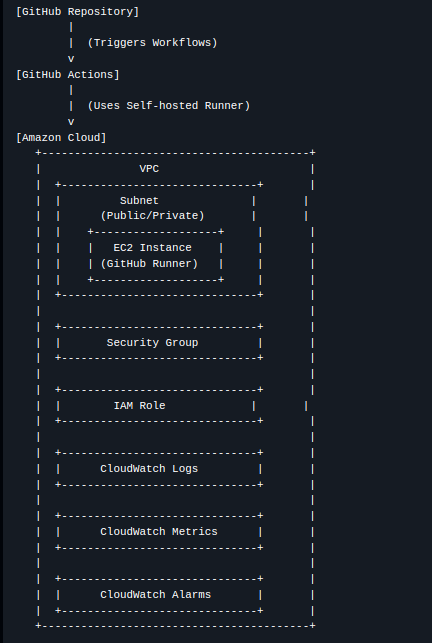 [GitHub Repository]
        |
        |  (Triggers Workflows)
        v
[GitHub Actions]
        |
        |  (Uses Self-hosted Runner)
        v
[Amazon Cloud]
   +-----------------------------------------+
   |               VPC                       |
   |  +------------------------------+       |
   |  |         Subnet              |       |
   |  |      (Public/Private)       |       |
   |  |    +-------------------+     |       |
   |  |    |   EC2 Instance    |     |       |
   |  |    | (GitHub Runner)   |     |       |
   |  |    +-------------------+     |       |
   |  +------------------------------+       |
   |                                         |
   |  +------------------------------+       |
   |  |       Security Group         |       |
   |  +------------------------------+       |
   |                                         |
   |  +------------------------------+       |
   |  |        IAM Role             |       |
   |  +------------------------------+       |
   |                                         |
   |  +------------------------------+       |
   |  |      CloudWatch Logs         |       |
   |  +------------------------------+       |
   |                                         |
   |  +------------------------------+       |
   |  |      CloudWatch Metrics      |       |
   |  +------------------------------+       |
   |                                         |
   |  +------------------------------+       |
   |  |      CloudWatch Alarms       |       |
   |  +------------------------------+       |
   +-----------------------------------------+